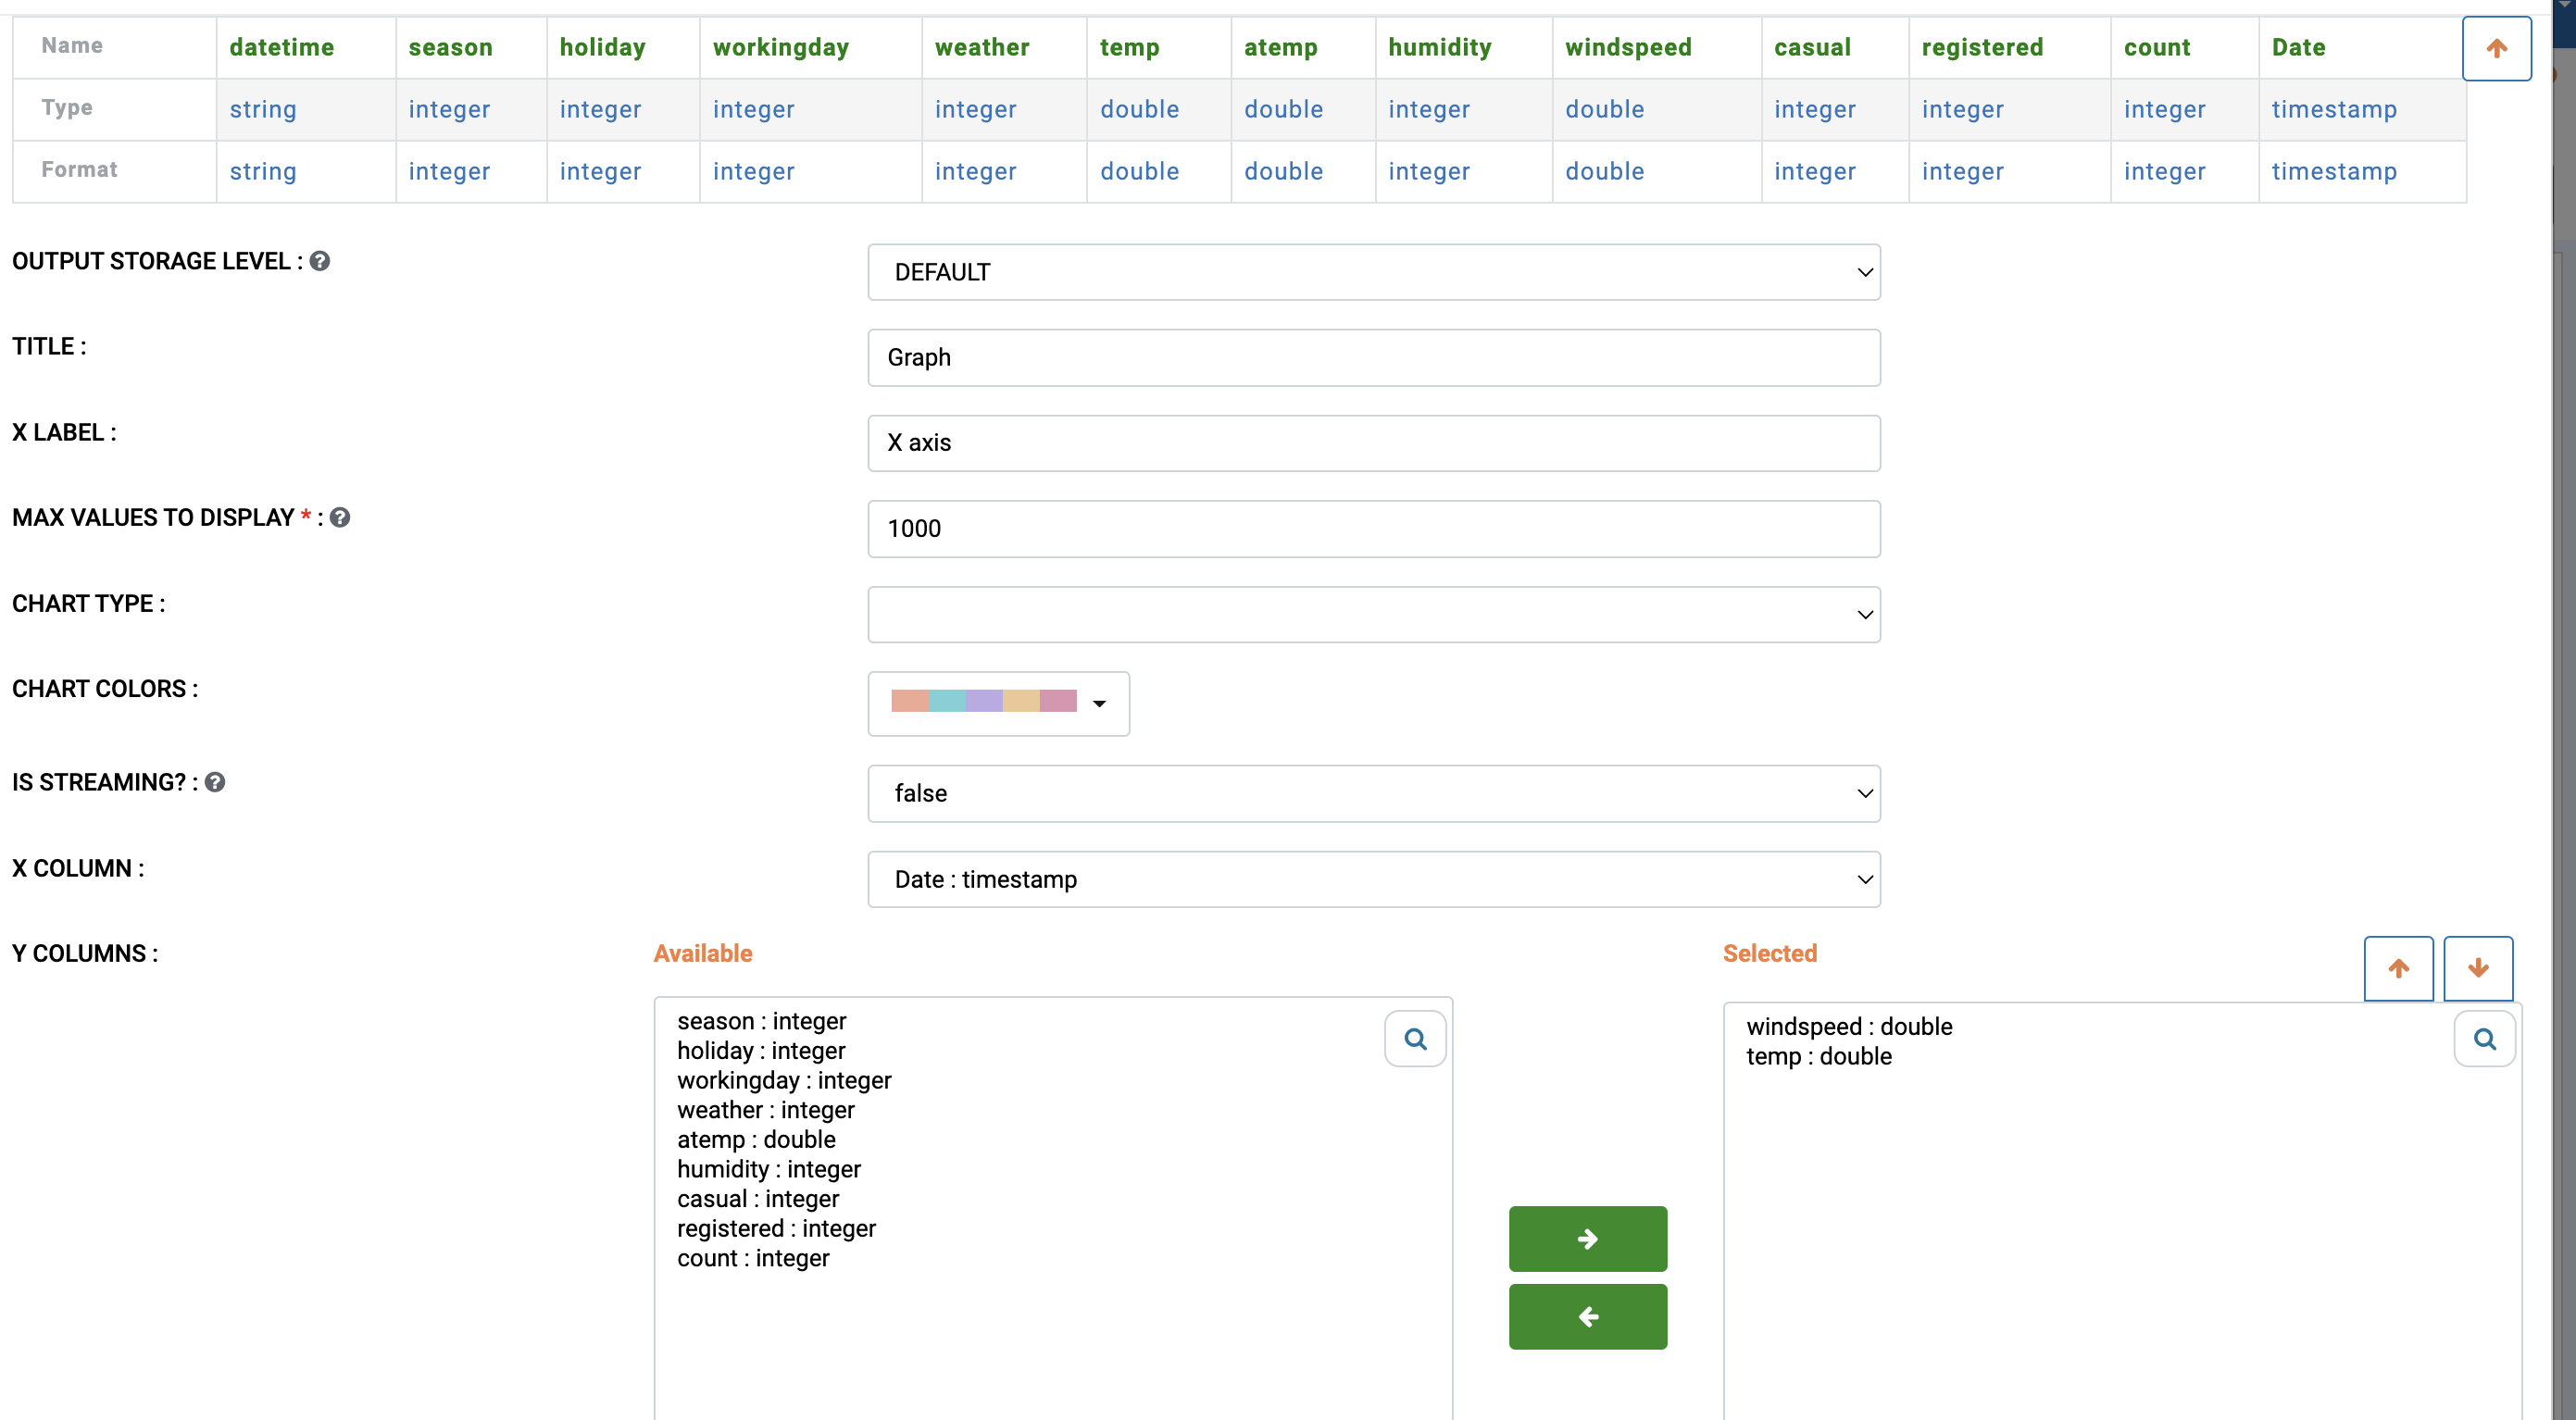 Name datetime season holiday workingday weather temp atemp humidity windspeed casual registered count Date
Type string integer integer integer integer double double integer double integer integer integer timestamp
Format string integer integer integer integer double double integer double integer integer integer timestamp
OUTPUT STORAGE LEVEL : DEFAULT
TITLE : Graph
X LABEL : X axis
MAX VALUES TO DISPLAY * : 1000
CHART TYPE :
CHART COLORS :
IS STREAMING? : false
X COLUMN : Date : timestamp
Y COLUMNS : Available Selected
season : integer
holiday : integer
workingday : integer
weather : integer
atemp : double
humidity : integer
casual : integer
registered : integer
count : integer
windspeed : double
temp : double